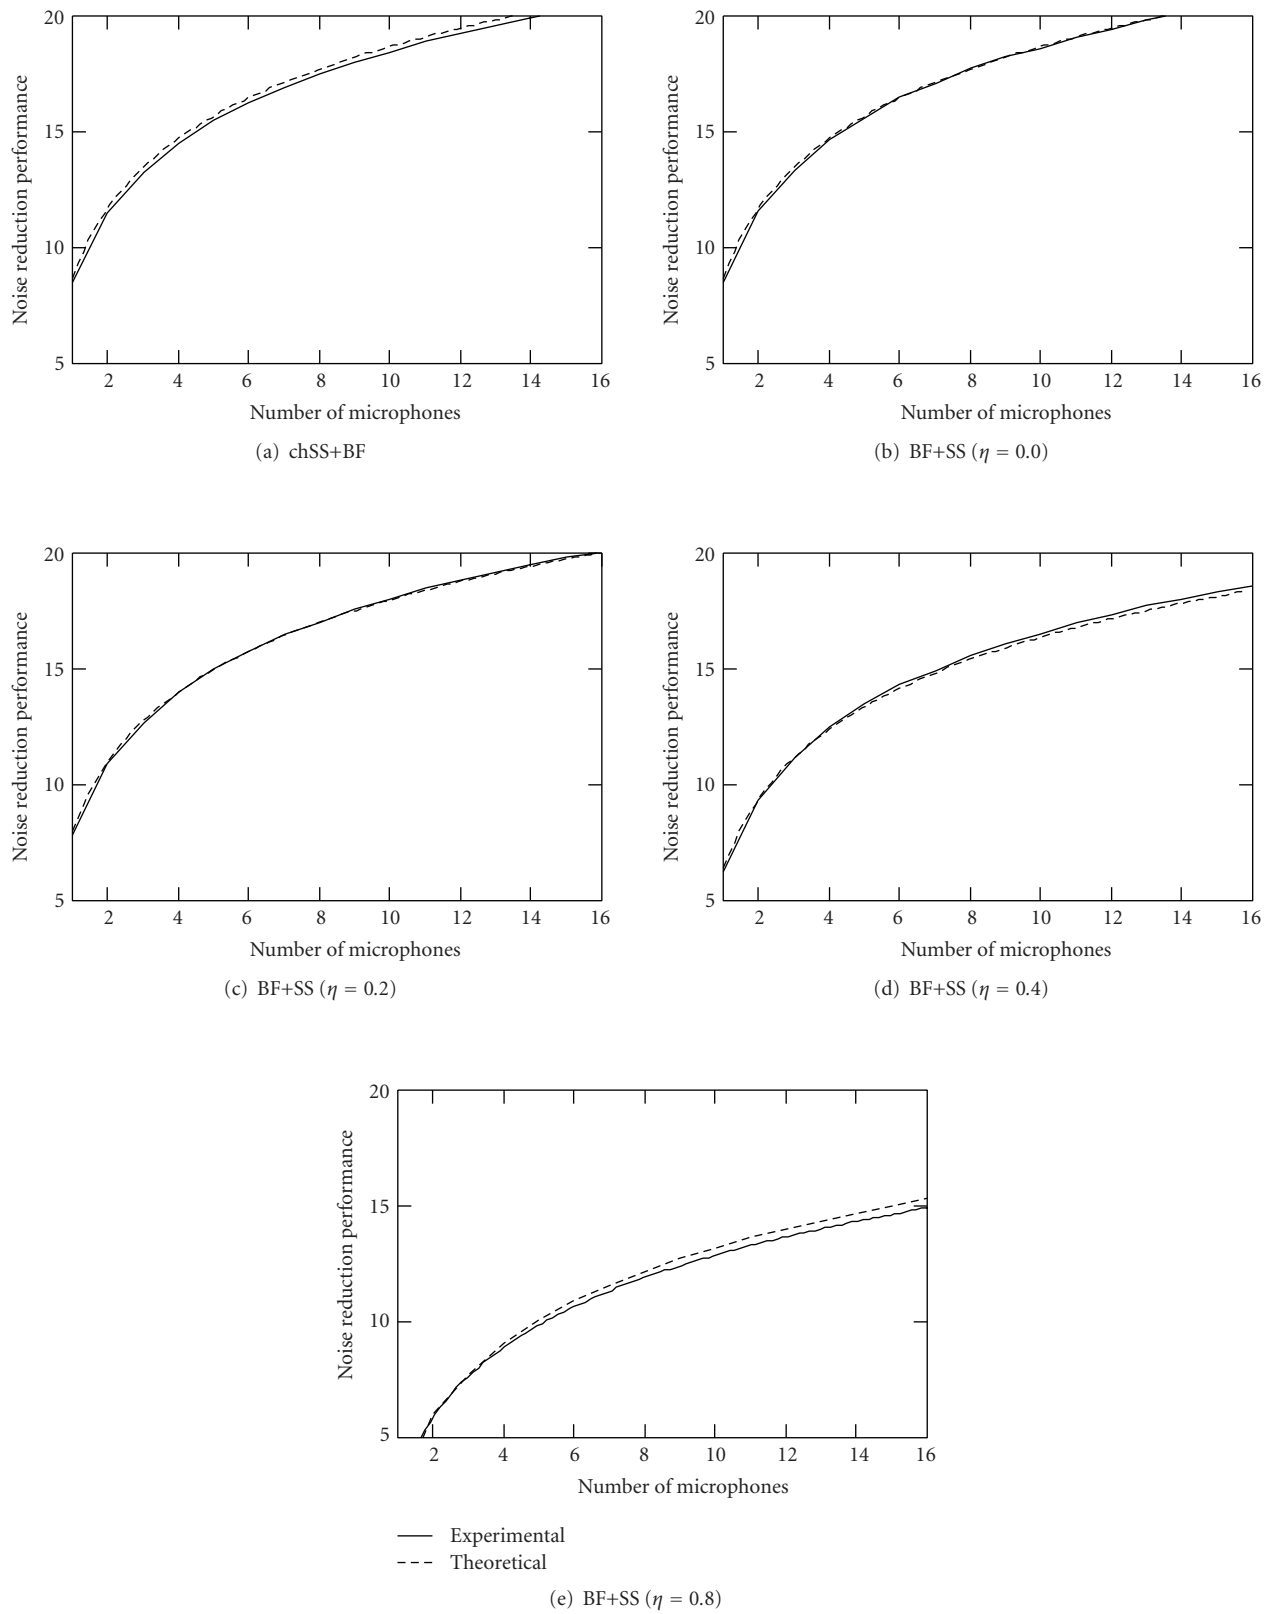 20
15
10
5
Noise reduction performance
2 4 6 8 10 12 14 16
Number of microphones
(a) chSS+BF
20
15
10
5
Noise reduction performance
2 4 6 8 10 12 14 16
Number of microphones
(b) BF+SS (η = 0.0)
20
15
10
5
Noise reduction performance
2 4 6 8 10 12 14 16
Number of microphones
(c) BF+SS (η = 0.2)
20
15
10
5
Noise reduction performance
2 4 6 8 10 12 14 16
Number of microphones
(d) BF+SS (η = 0.4)
20
15
10
5
Noise reduction performance
2 4 6 8 10 12 14 16
Number of microphones
Experimental
Theoretical
(e) BF+SS (η = 0.8)